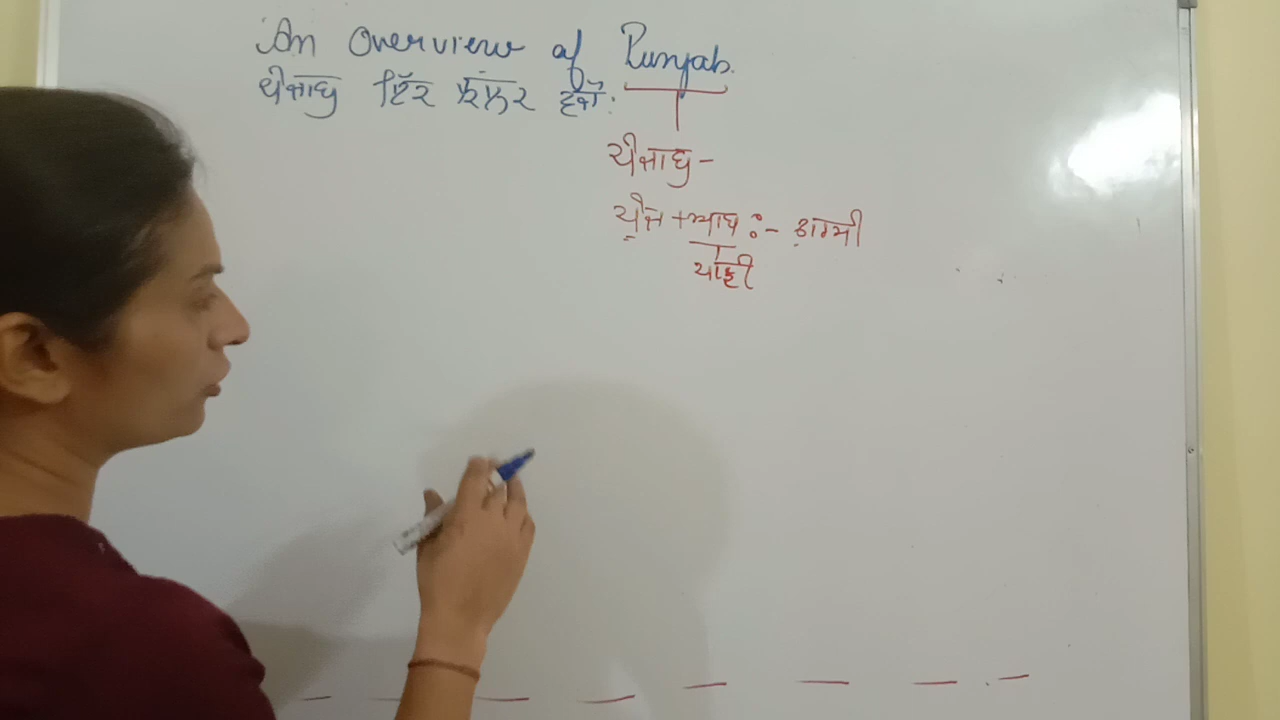 An Overview of Punjab.
ਪੰਜਾਬ ਇੱਕ
ਪੰਜਾਬ -
ਪੰਜ + ਆਬ :- ਫ਼ਾਰਸੀ
ਪਾਣੀ